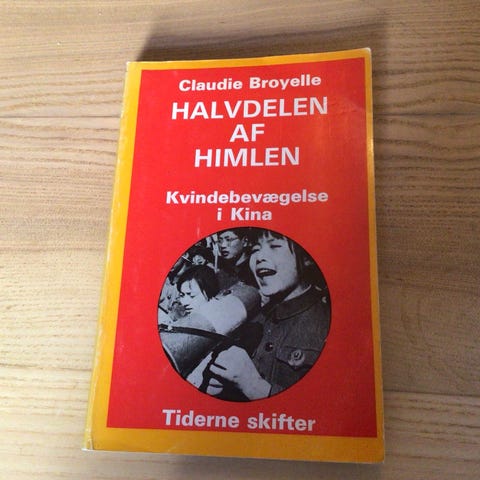 Claudie Broyelle
HALVDELEN
AF
HIMLEN
Kvindebevægelse
i Kina
Tiderne skifter